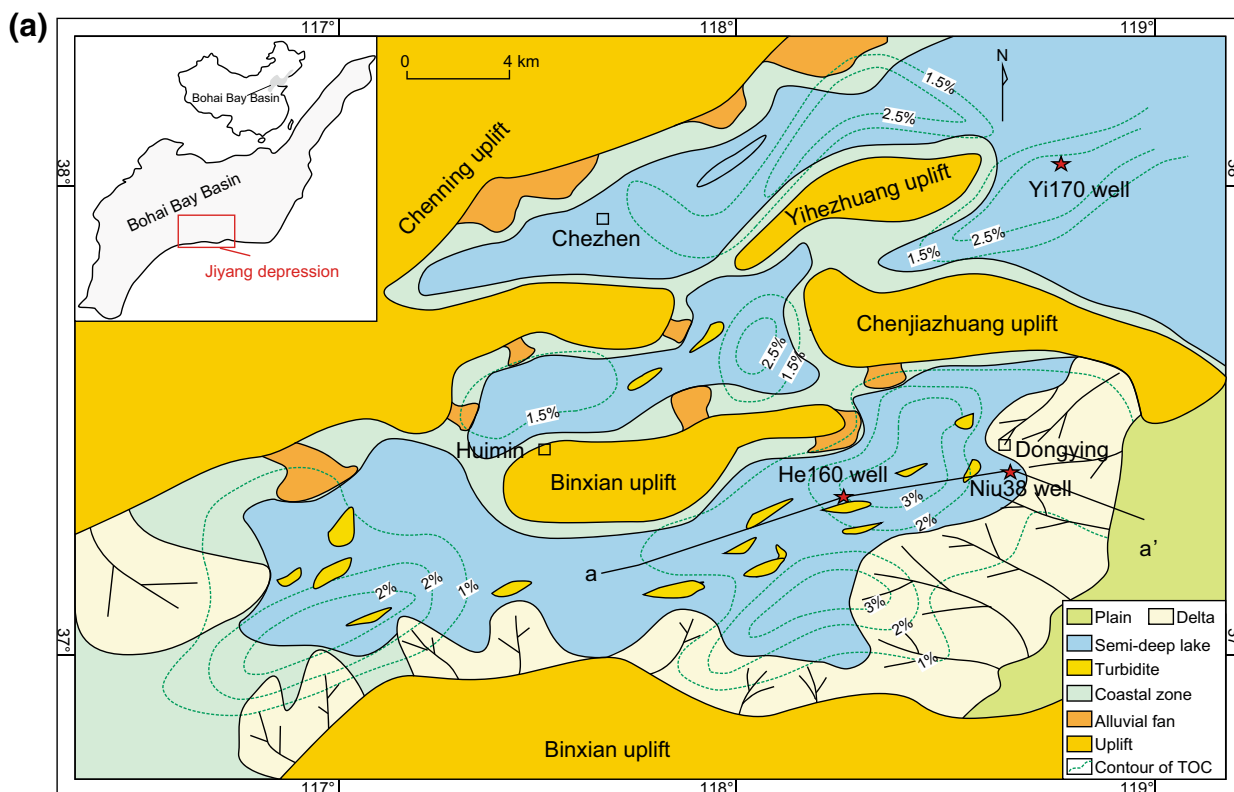 (a)
117°
118°
119°
Bohai Bay Basin
0
4 km
N
1.5%
2.5%
Chenning uplift
38°
Bohai Bay Basin
Jiyang depression
Yi170 well
Yihezhuang uplift
Chezhen
2.5%
1.5%
Chenjiazhuang uplift
2.5%
1.5%
1.5%
Huimin
Binxian uplift
Dongying
He160 well
Niu38 well
3%
2%
a
a'
2%
2%
1%
3%
2%
1%
37°
Binxian uplift
Plain
Delta
Semi-deep lake
Turbidite
Coastal zone
Alluvial fan
Uplift
Contour of TOC
117°
118°
119°